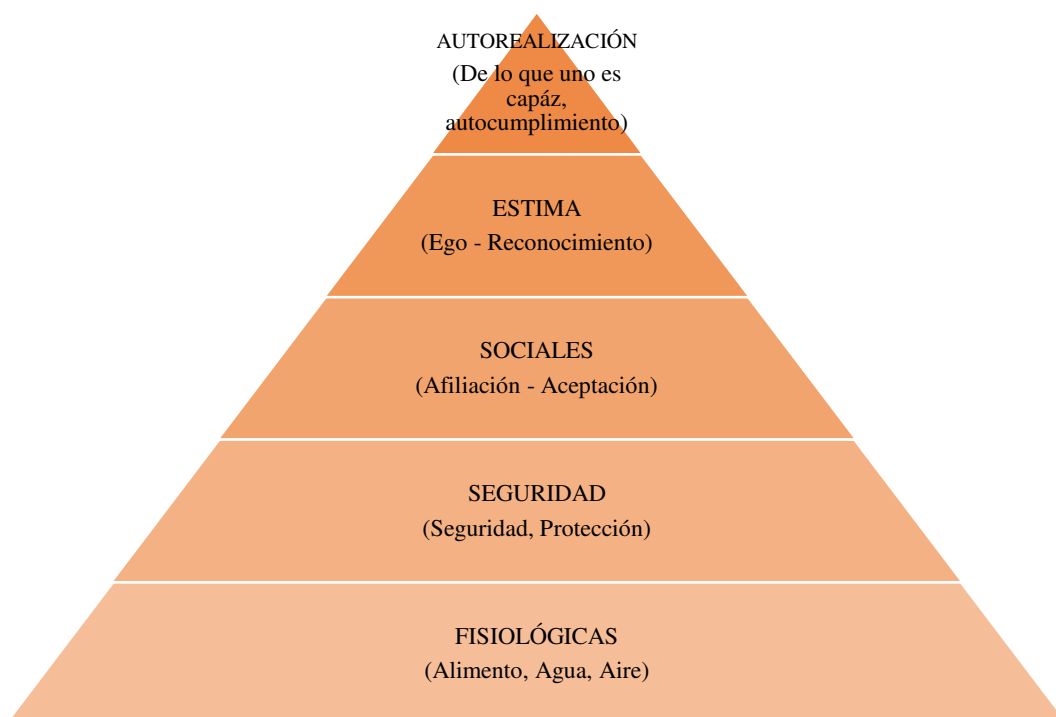 AUTOREALIZACIÓN
(De lo que uno es
capáz,
autocumplimiento)
ESTIMA
(Ego - Reconocimiento)
SOCIALES
(Afiliación - Aceptación)
SEGURIDAD
(Seguridad, Protección)
FISIOLÓGICAS
(Alimento, Agua, Aire)